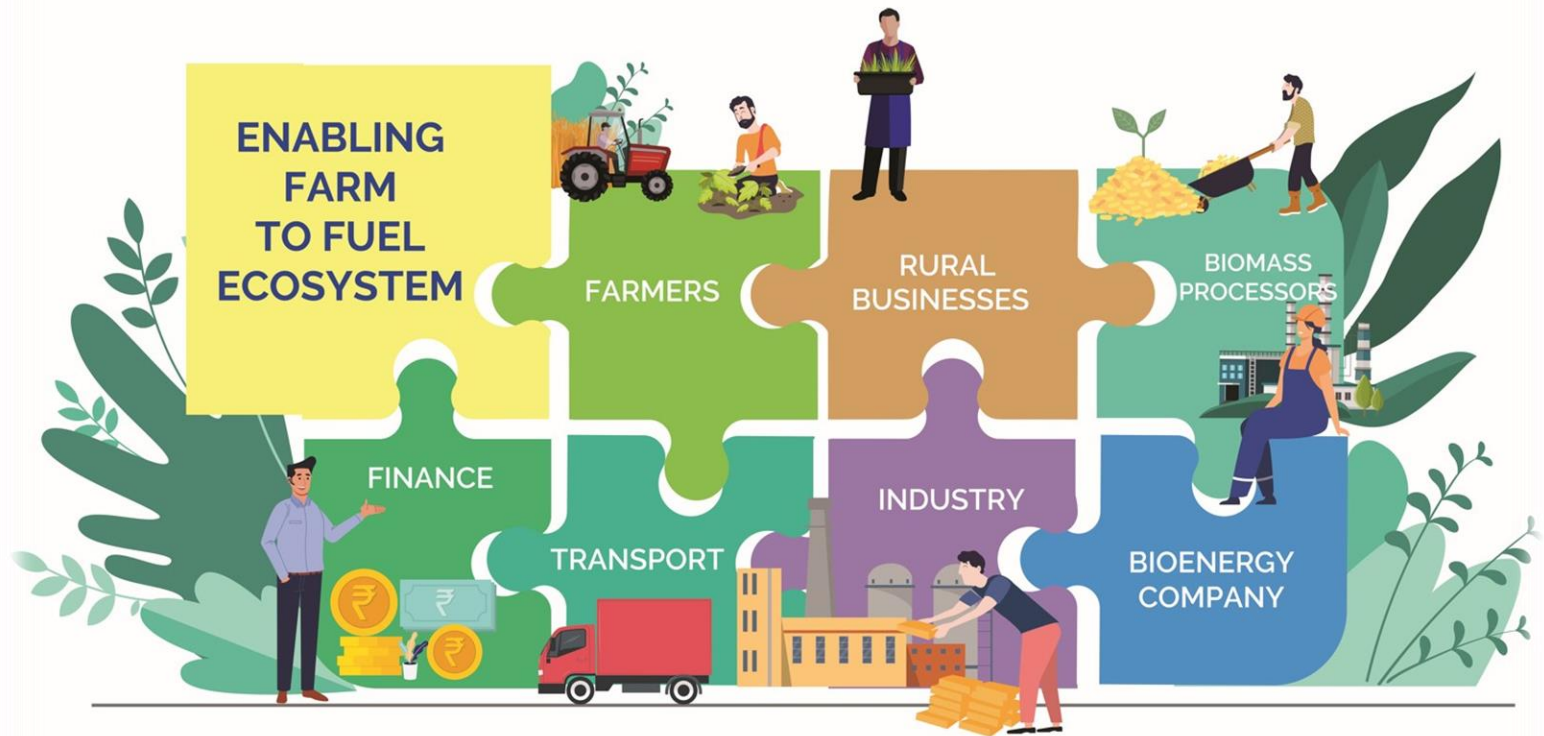 ENABLING
FARM
TO FUEL
ECOSYSTEM
FARMERS
RURAL
BUSINESSES
BIOMASS
PROCESSORS
FINANCE
TRANSPORT
INDUSTRY
BIOENERGY
COMPANY
₹
₹
₹